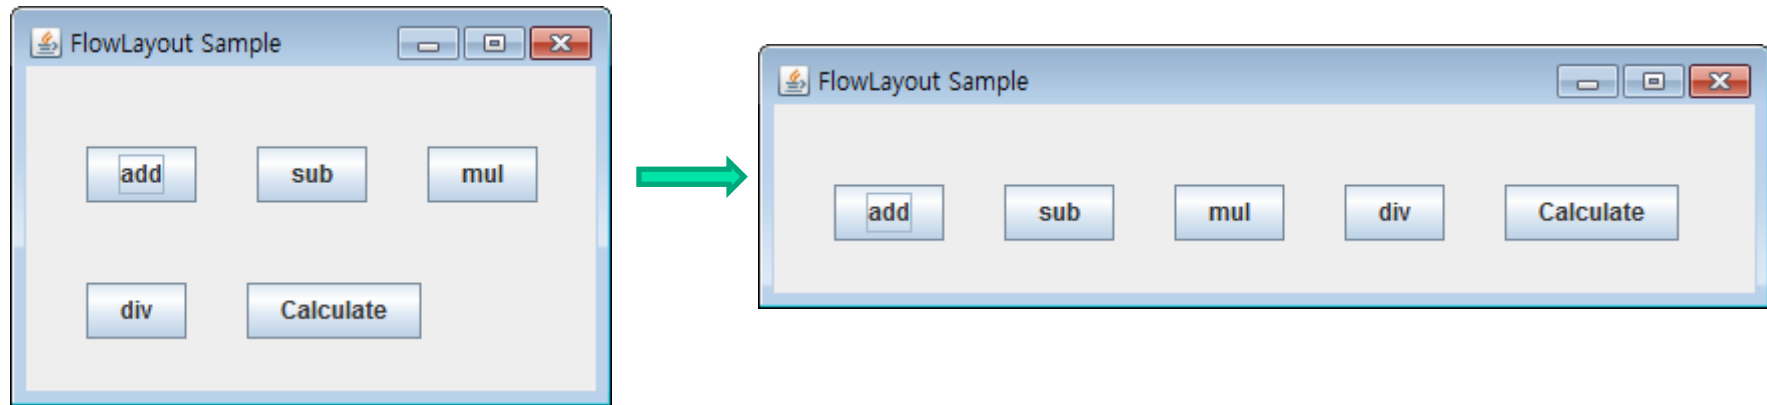 FlowLayout Sample
add sub mul
div Calculate
FlowLayout Sample
add sub mul div Calculate